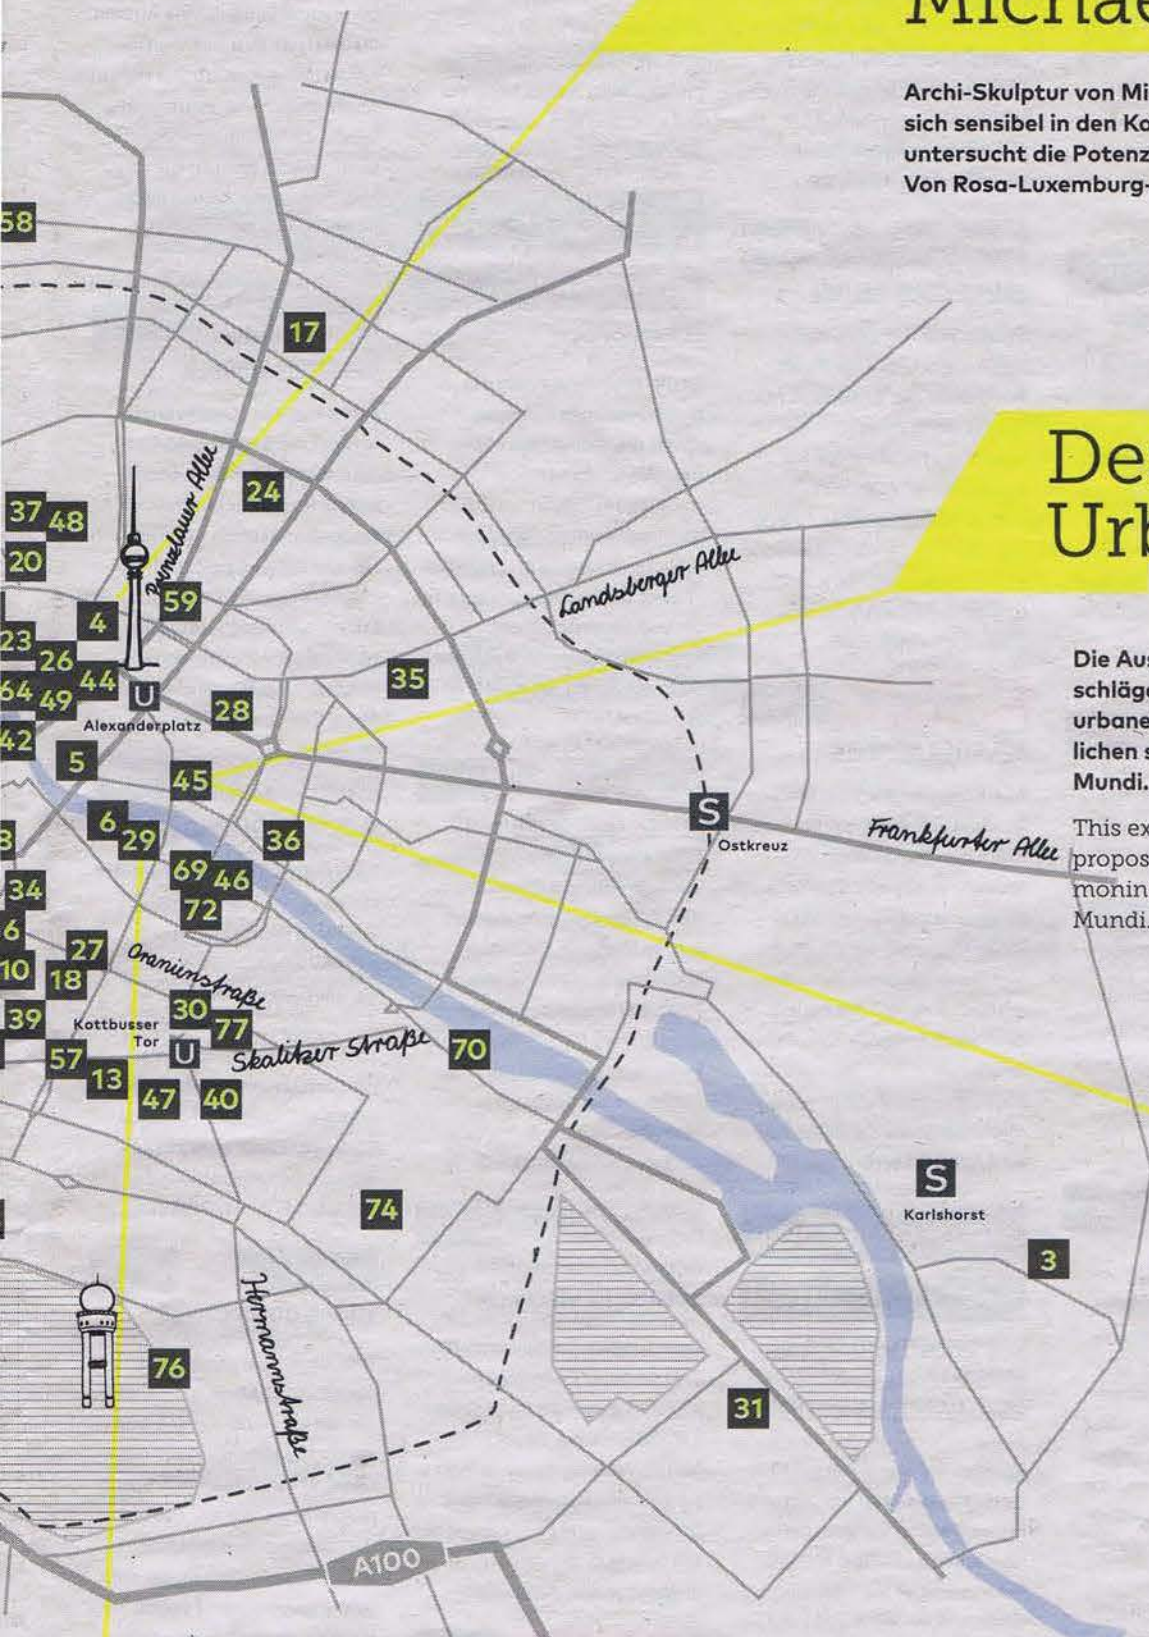 Michae
Archi-Skulptur von Mi
sich sensibel in den Ko
untersucht die Potenz
Von Rosa-Luxemburg-
58
17
De
Urb
Prenzlauer Allee
24
37
48
20
59
Landsberger Allee
4
23
26
Die Aus
schläge
urbane
lichen s
Mundi.
44
35
64
49
U
Alexanderplatz
28
42
5
45
S
Ostkreuz
6
29
36
Frankfurter Allee
This ex
propos
monin
Mundi.
8
69
46
34
72
6
27
Oranienstraße
10
18
30
39
Kottbusser
Tor
U
77
Skalitzer Straße
70
57
13
47
40
S
Karlshorst
74
3
Hermannstraße
76
31
A100